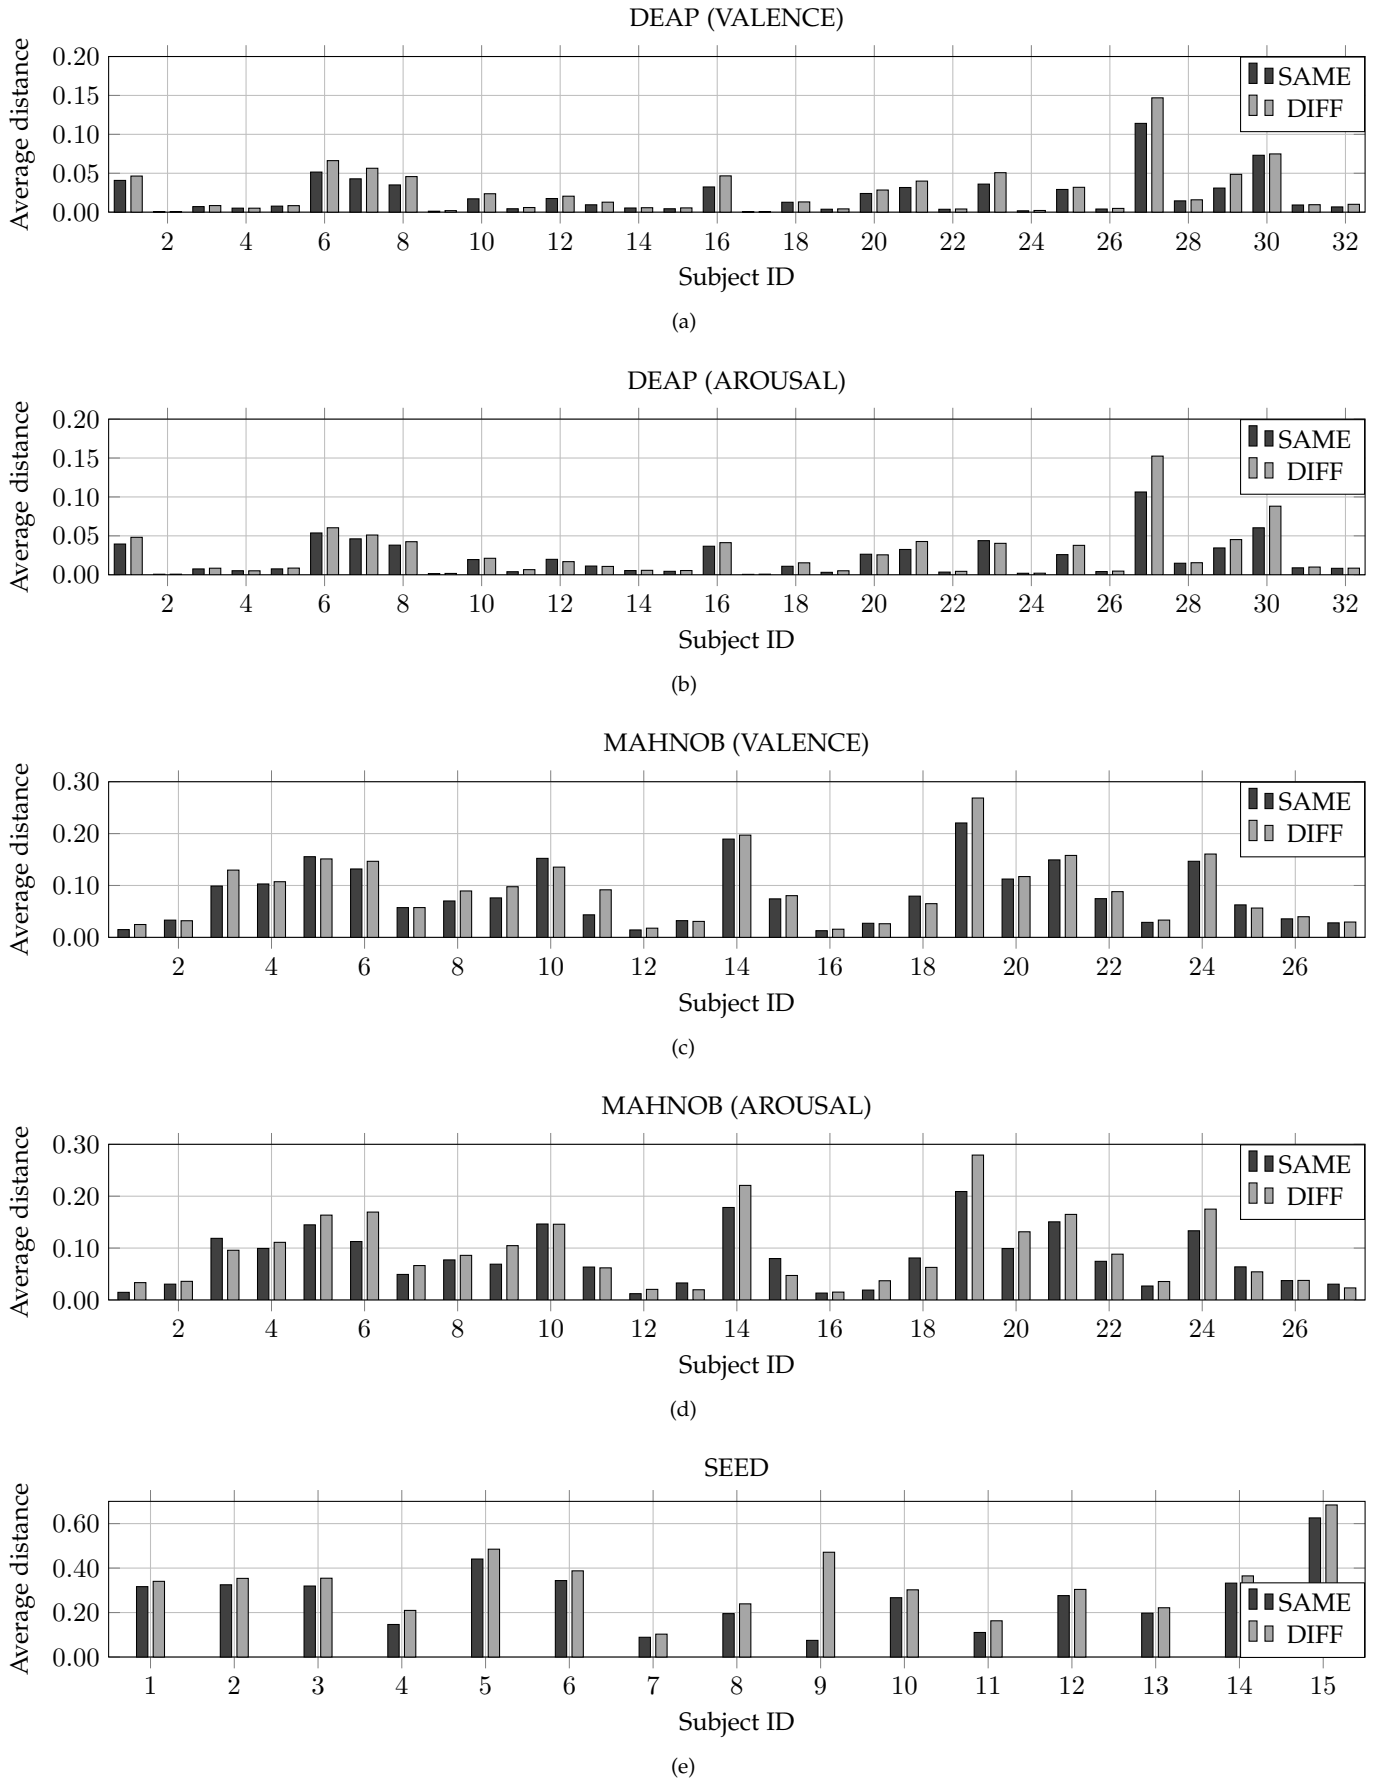 DEAP (VALENCE)
Average distance
0.20
0.15
0.10
0.05
0.00
SAME
DIFF
2 4 6 8 10 12 14 16 18 20 22 24 26 28 30 32
Subject ID
(a)
DEAP (AROUSAL)
Average distance
0.20
0.15
0.10
0.05
0.00
SAME
DIFF
2 4 6 8 10 12 14 16 18 20 22 24 26 28 30 32
Subject ID
(b)
MAHNOB (VALENCE)
Average distance
0.30
0.20
0.10
0.00
SAME
DIFF
2 4 6 8 10 12 14 16 18 20 22 24 26
Subject ID
(c)
MAHNOB (AROUSAL)
Average distance
0.30
0.20
0.10
0.00
SAME
DIFF
2 4 6 8 10 12 14 16 18 20 22 24 26
Subject ID
(d)
SEED
Average distance
0.60
0.40
0.20
0.00
SAME
DIFF
1 2 3 4 5 6 7 8 9 10 11 12 13 14 15
Subject ID
(e)